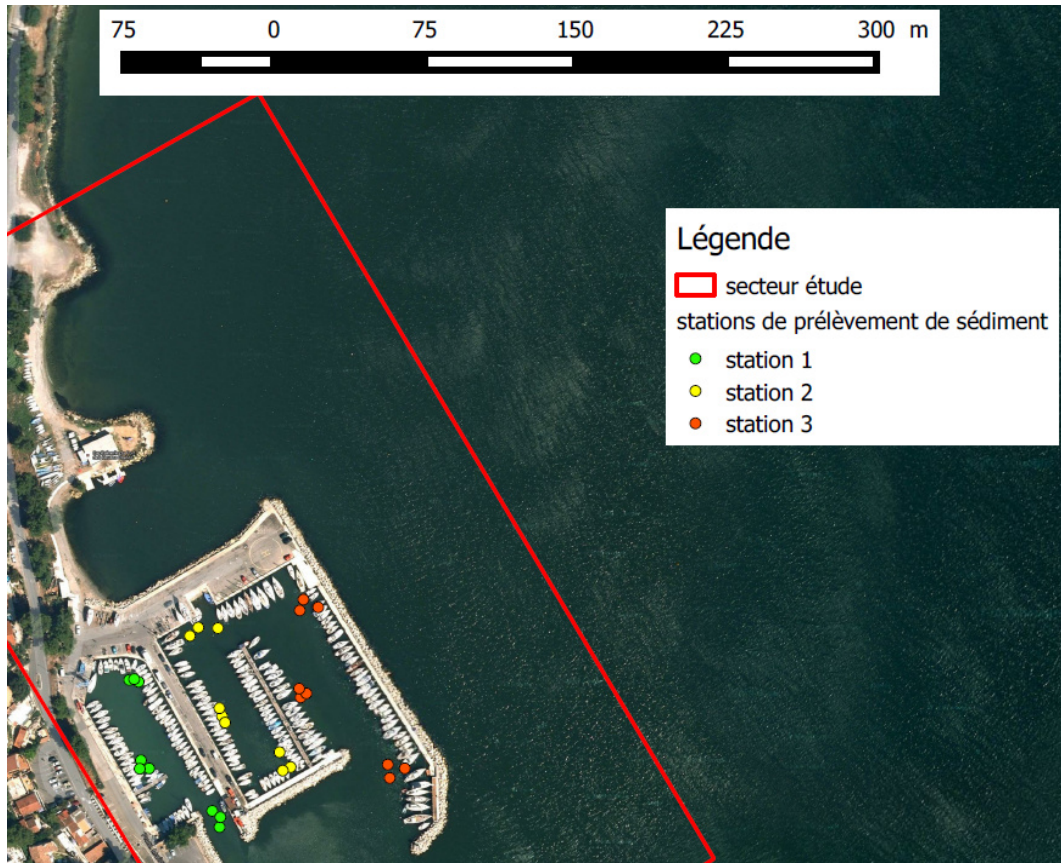 75 0 75 150 225 300 m
Légende
secteur étude
stations de prélèvement de sédiment
station 1
station 2
station 3